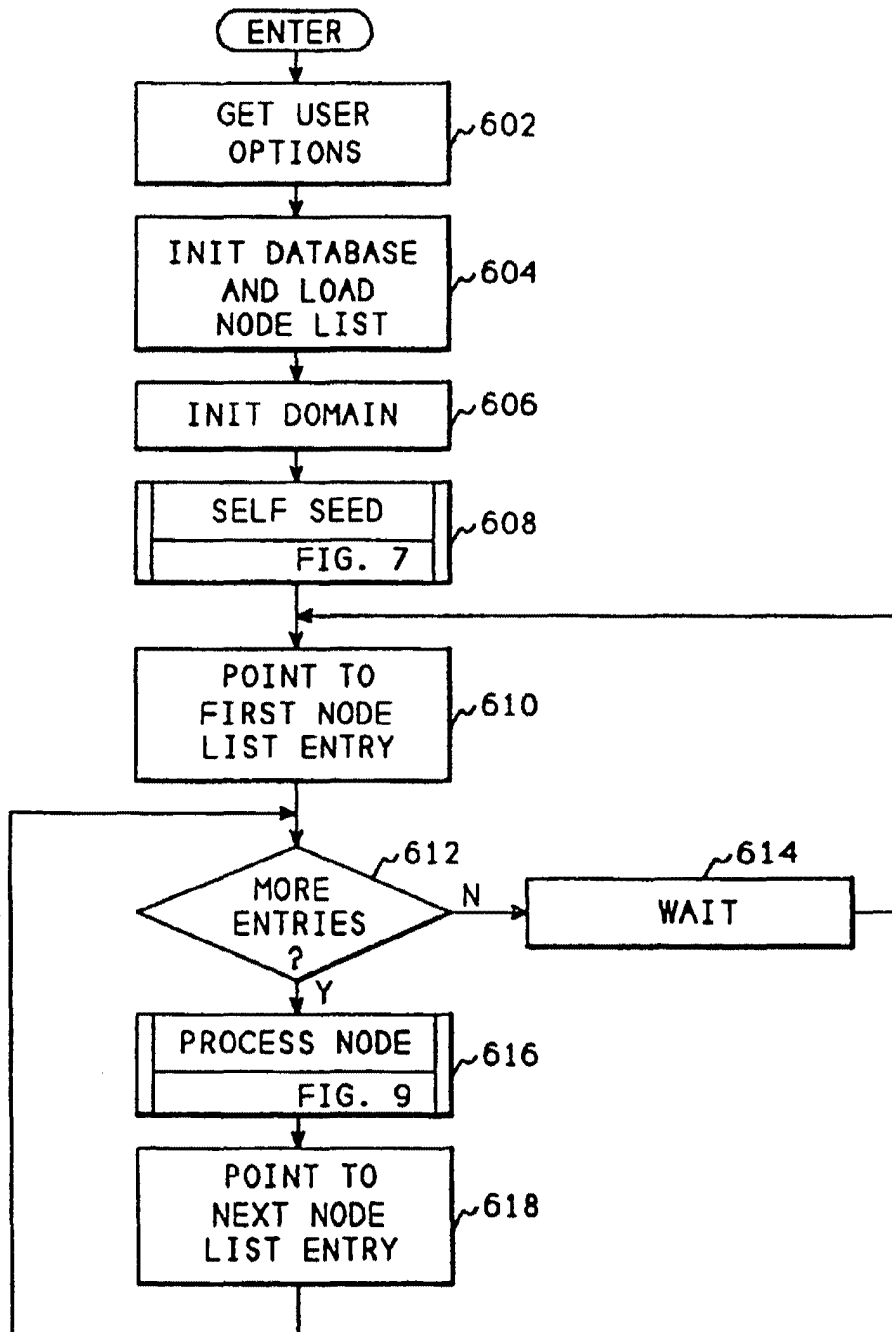 ENTER
GET USER
OPTIONS
602
INIT DATABASE
AND LOAD
NODE LIST
604
INIT DOMAIN
606
SELF SEED
FIG. 7
608
POINT TO
FIRST NODE
LIST ENTRY
610
MORE
ENTRIES
?
612
N
WAIT
614
Y
PROCESS NODE
FIG. 9
616
POINT TO
NEXT NODE
LIST ENTRY
618